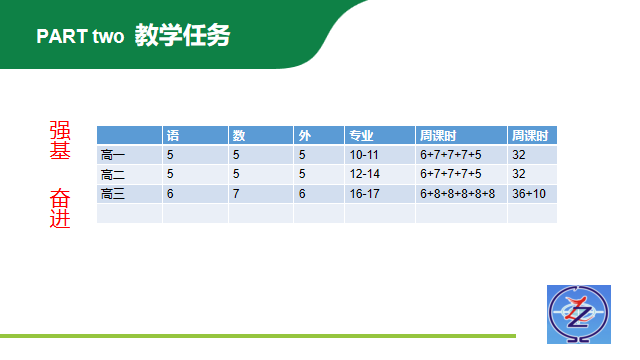 PART two 教学任务
强基 奋进
语 数 外 专业 周课时 周课时
高一 5 5 5 10-11 6+7+7+7+5 32
高二 5 5 5 12-14 6+7+7+7+5 32
高三 6 7 6 16-17 6+8+8+8+8+8 36+10